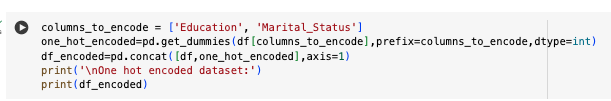 columns_to_encode = ['Education', 'Marital_Status']
one_hot_encoded=pd.get_dummies(df[columns_to_encode],prefix=columns_to_encode,dtype=int)
df_encoded=pd.concat([df,one_hot_encoded],axis=1)
print('\nOne hot encoded dataset:')
print(df_encoded)